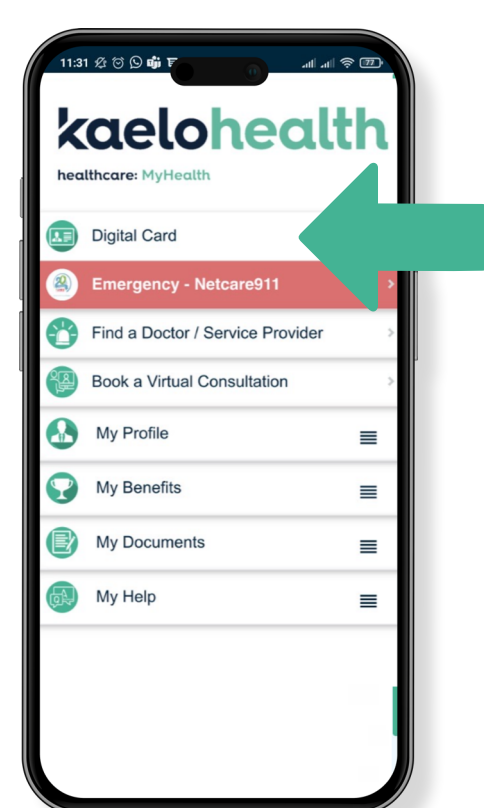 11:31
77
kaelohealth
healthcare: MyHealth
Digital Card
Emergency - Netcare911
Find a Doctor / Service Provider
Book a Virtual Consultation
My Profile
My Benefits
My Documents
My Help